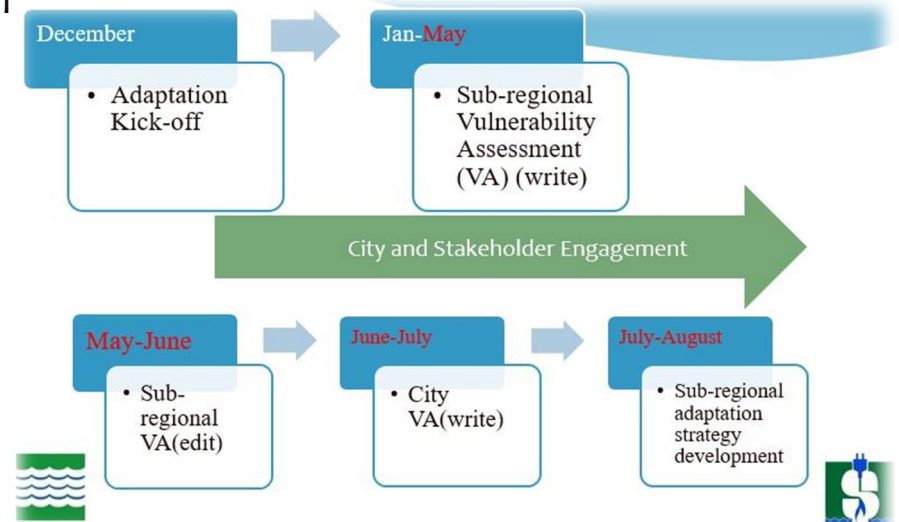 December
• Adaptation
Kick-off
Jan-May
• Sub-regional
Vulnerability
Assessment
(VA) (write)
City and Stakeholder Engagement
May-June
• Sub-
regional
VA(edit)
June-July
• City
VA(write)
July-August
• Sub-regional
adaptation
strategy
development
S